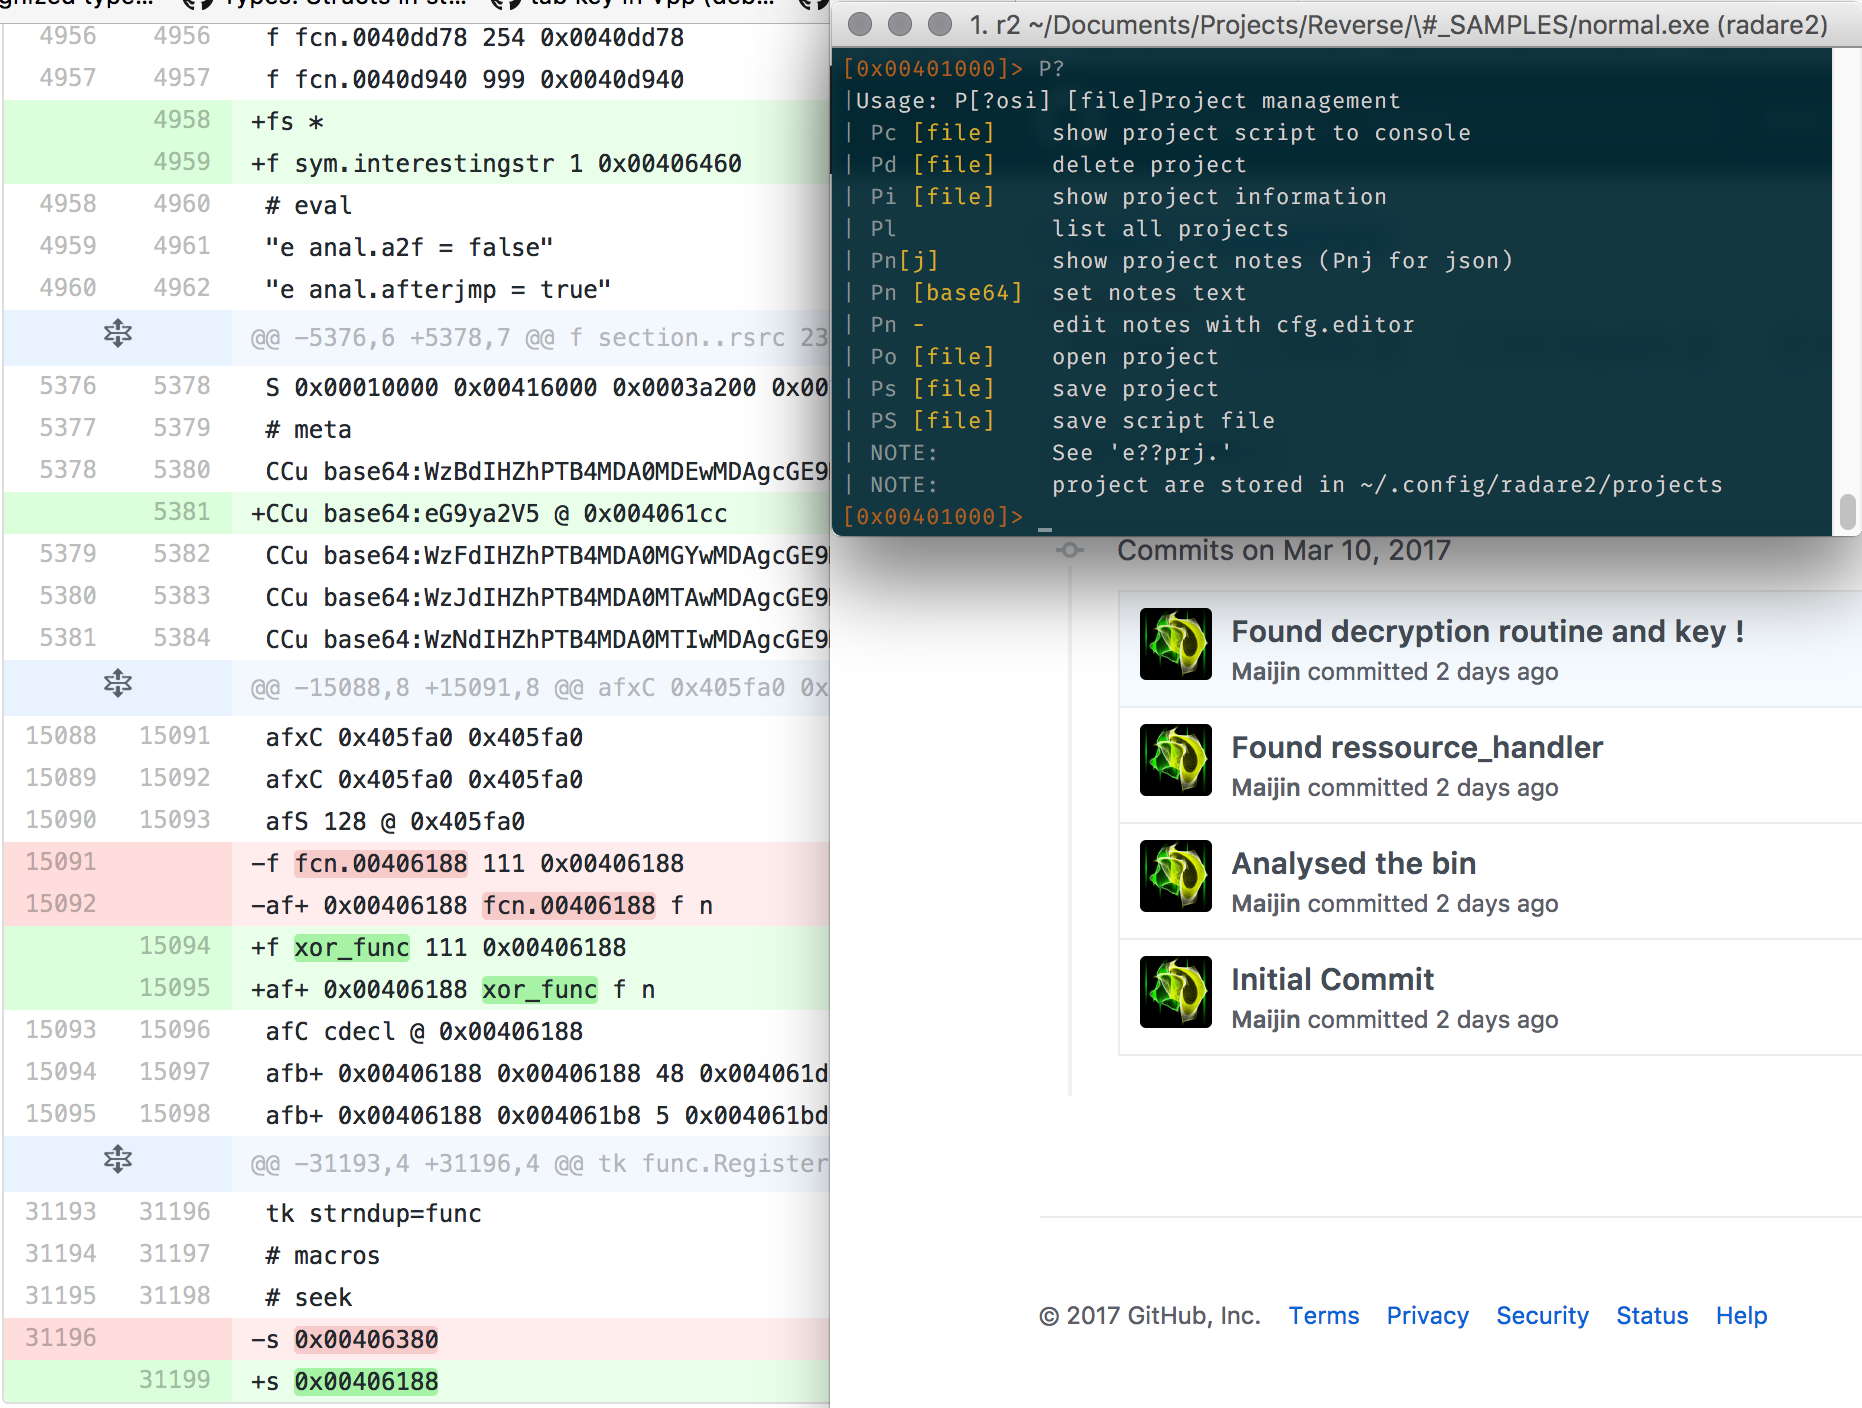 4956 4956 f fcn.0040dd78 254 0x0040dd78
4957 4957 f fcn.0040d940 999 0x0040d940
4958 +fs *
4959 +f sym.interestingstr 1 0x00406460
4958 4960 # eval
4959 4961 "e anal.a2f = false"
4960 4962 "e anal.afterjmp = true"
@@ -5376,6 +5378,7 @@ f section..rsrc 23
5376 5378 S 0x00010000 0x00416000 0x0003a200 0x00
5377 5379 # meta
5378 5380 CCu base64:WzBdIHZhPTB4MDA0MDEwMDAgcGE9
5381 +CCu base64:eG9ya2V5 @ 0x004061cc
5379 5382 CCu base64:WzFdIHZhPTB4MDA0MGYwMDAgcGE9
5380 5383 CCu base64:WzJdIHZhPTB4MDA0MTAwMDAgcGE9
5381 5384 CCu base64:WzNdIHZhPTB4MDA0MTIwMDAgcGE9
@@ -15088,8 +15091,8 @@ afxC 0x405fa0 0x
15088 15091 afxC 0x405fa0 0x405fa0
15089 15092 afxC 0x405fa0 0x405fa0
15090 15093 afS 128 @ 0x405fa0
15091 -f fcn.00406188 111 0x00406188
15092 -af+ 0x00406188 fcn.00406188 f n
15094 +f xor_func 111 0x00406188
15095 +af+ 0x00406188 xor_func f n
15093 15096 afC cdecl @ 0x00406188
15094 15097 afb+ 0x00406188 0x00406188 48 0x004061d
15095 15098 afb+ 0x00406188 0x004061b8 5 0x004061bd
@@ -31193,4 +31196,4 @@ tk func.Register
31193 31196 tk strndup=func
31194 31197 # macros
31195 31198 # seek
31196 -s 0x00406380
31199 +s 0x00406188
1. r2 ~/Documents/Projects/Reverse/\#_SAMPLES/normal.exe (radare2)
[0x00401000]> P?
|Usage: P[?osi] [file]Project management
| Pc [file] show project script to console
| Pd [file] delete project
| Pi [file] show project information
| Pl list all projects
| Pn[j] show project notes (Pnj for json)
| Pn [base64] set notes text
| Pn - edit notes with cfg.editor
| Po [file] open project
| Ps [file] save project
| PS [file] save script file
| NOTE: See 'e??prj.'
| NOTE: project are stored in ~/.config/radare2/projects
[0x00401000]> _
Commits on Mar 10, 2017
Found decryption routine and key !
Maijin committed 2 days ago
Found ressource_handler
Maijin committed 2 days ago
Analysed the bin
Maijin committed 2 days ago
Initial Commit
Maijin committed 2 days ago
© 2017 GitHub, Inc. Terms Privacy Security Status Help